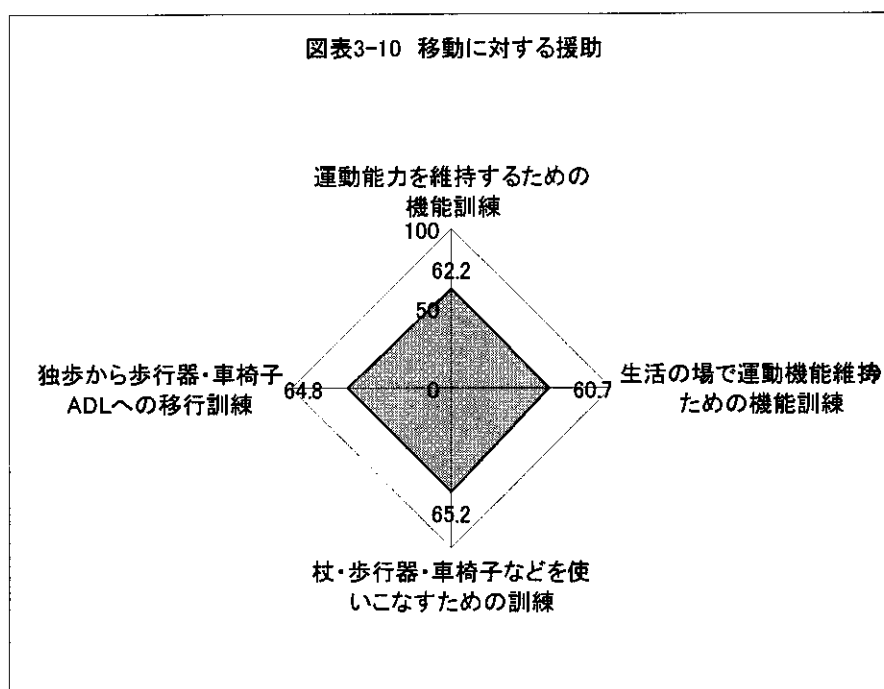 図表3-10 移動に対する援助
運動能力を維持するための
機能訓練
100
62.2
50
独歩から歩行器・車椅子
ADLへの移行訓練
64.8
0
60.7
生活の場で運動機能維持の
ための機能訓練
65.2
杖・歩行器・車椅子などを使
いこなすための訓練